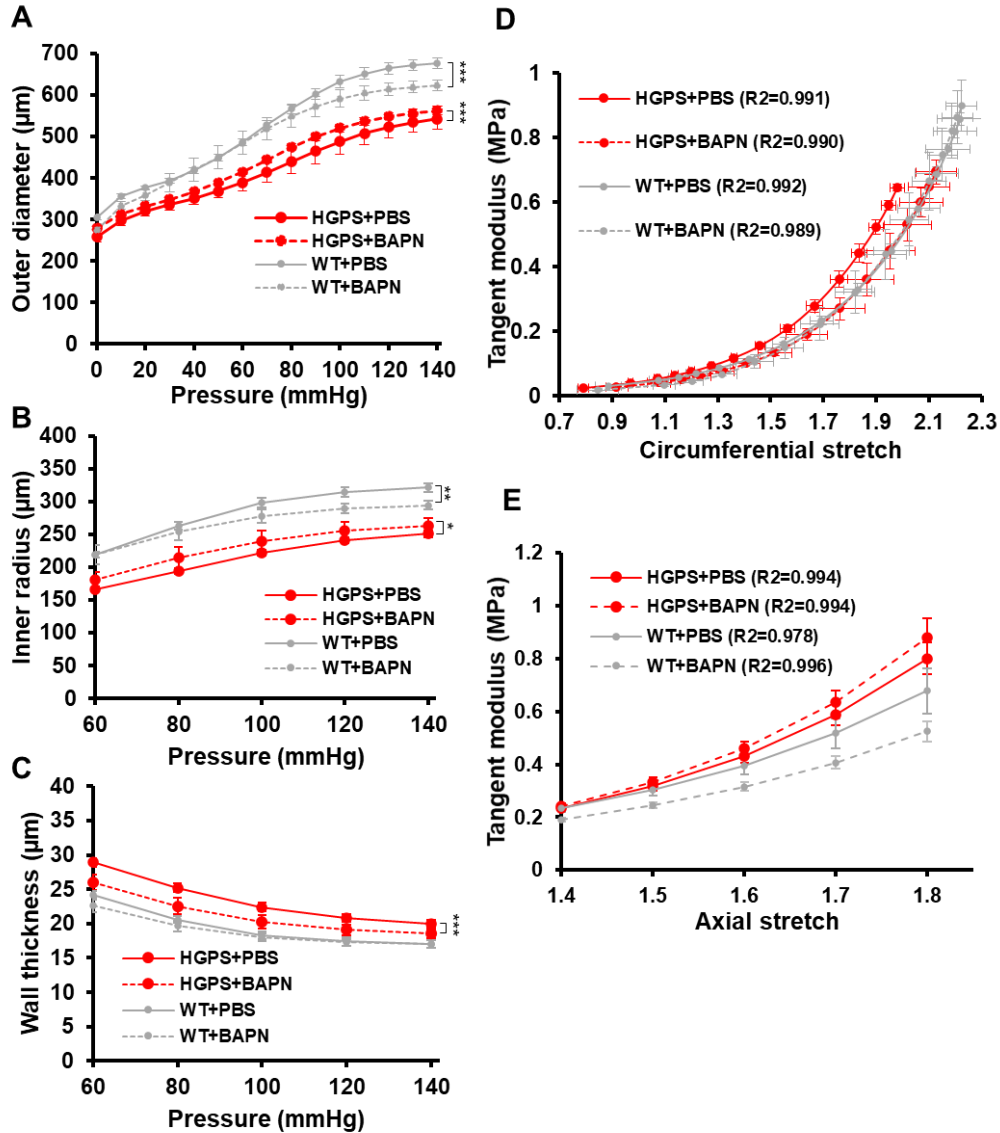 A
Outer diameter (μm)
700
600
500
400
300
200
100
0
0
20
40
60
80
100
120
140
Pressure (mmHg)
HGPS+PBS
HGPS+BAPN
WT+PBS
WT+BAPN
***
***
B
Inner radius (μm)
400
350
300
250
200
150
100
50
0
60
80
100
120
140
Pressure (mmHg)
HGPS+PBS
HGPS+BAPN
WT+PBS
WT+BAPN
**
*
C
Wall thickness (μm)
40
35
30
25
20
15
10
5
0
60
80
100
120
140
Pressure (mmHg)
HGPS+PBS
HGPS+BAPN
WT+PBS
WT+BAPN
***
D
Tangent modulus (MPa)
1
0.8
0.6
0.4
0.2
0
0.7
0.9
1.1
1.3
1.5
1.7
1.9
2.1
2.3
Circumferential stretch
HGPS+PBS (R2=0.991)
HGPS+BAPN (R2=0.990)
WT+PBS (R2=0.992)
WT+BAPN (R2=0.989)
E
Tangent modulus (MPa)
1.2
1
0.8
0.6
0.4
0.2
0
1.4
1.5
1.6
1.7
1.8
Axial stretch
HGPS+PBS (R2=0.994)
HGPS+BAPN (R2=0.994)
WT+PBS (R2=0.978)
WT+BAPN (R2=0.996)